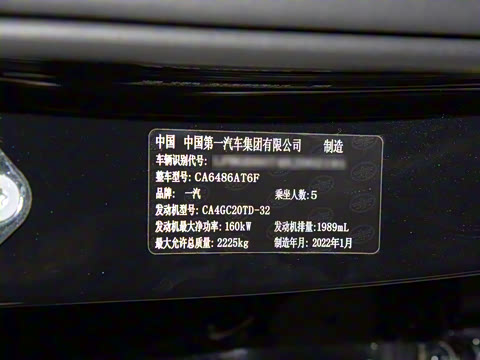 中国 中国第一汽车集团有限公司 制造
车辆识别代号:
整车型号: CA6486AT6F
品牌: 一汽 乘坐人数: 5
发动机型号: CA4GC20TD-32
发动机最大净功率: 160kW 发动机排量: 1989mL
最大允许总质量: 2225kg 制造年月: 2022年1月